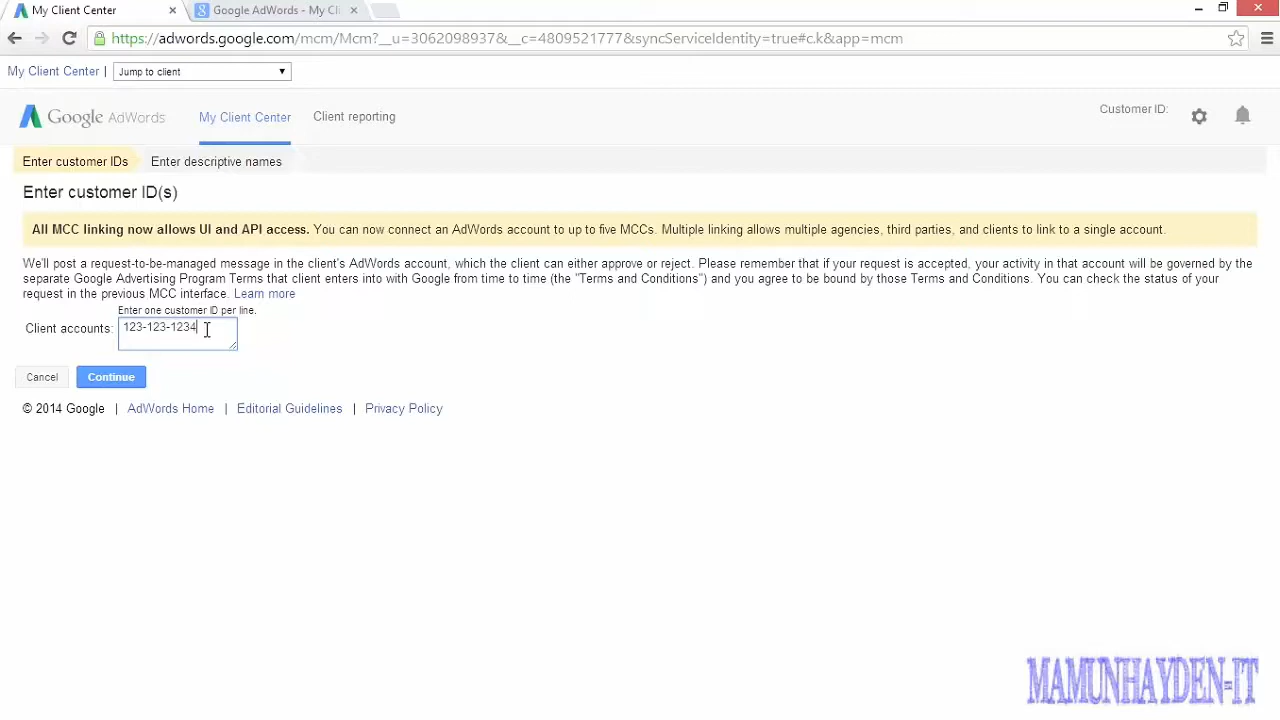 My Client Center
Google AdWords - My Cli
https://adwords.google.com/mcm/Mcm?__u=3062098937&__c=4809521777&syncServiceIdentity=true#c.k&app=mcm
My Client Center | Jump to client
Google AdWords My Client Center Client reporting Customer ID:
Enter customer IDs Enter descriptive names
Enter customer ID(s)
All MCC linking now allows UI and API access. You can now connect an AdWords account to up to five MCCs. Multiple linking allows multiple agencies, third parties, and clients to link to a single account.
We'll post a request-to-be-managed message in the client's AdWords account, which the client can either approve or reject. Please remember that if your request is accepted, your activity in that account will be governed by the
separate Google Advertising Program Terms that client enters into with Google from time to time (the "Terms and Conditions") and you agree to be bound by those Terms and Conditions. You can check the status of your
request in the previous MCC interface. Learn more
Enter one customer ID per line.
Client accounts: 123-123-1234
Cancel Continue
© 2014 Google | AdWords Home | Editorial Guidelines | Privacy Policy
MAMUNHAYDEN-IT